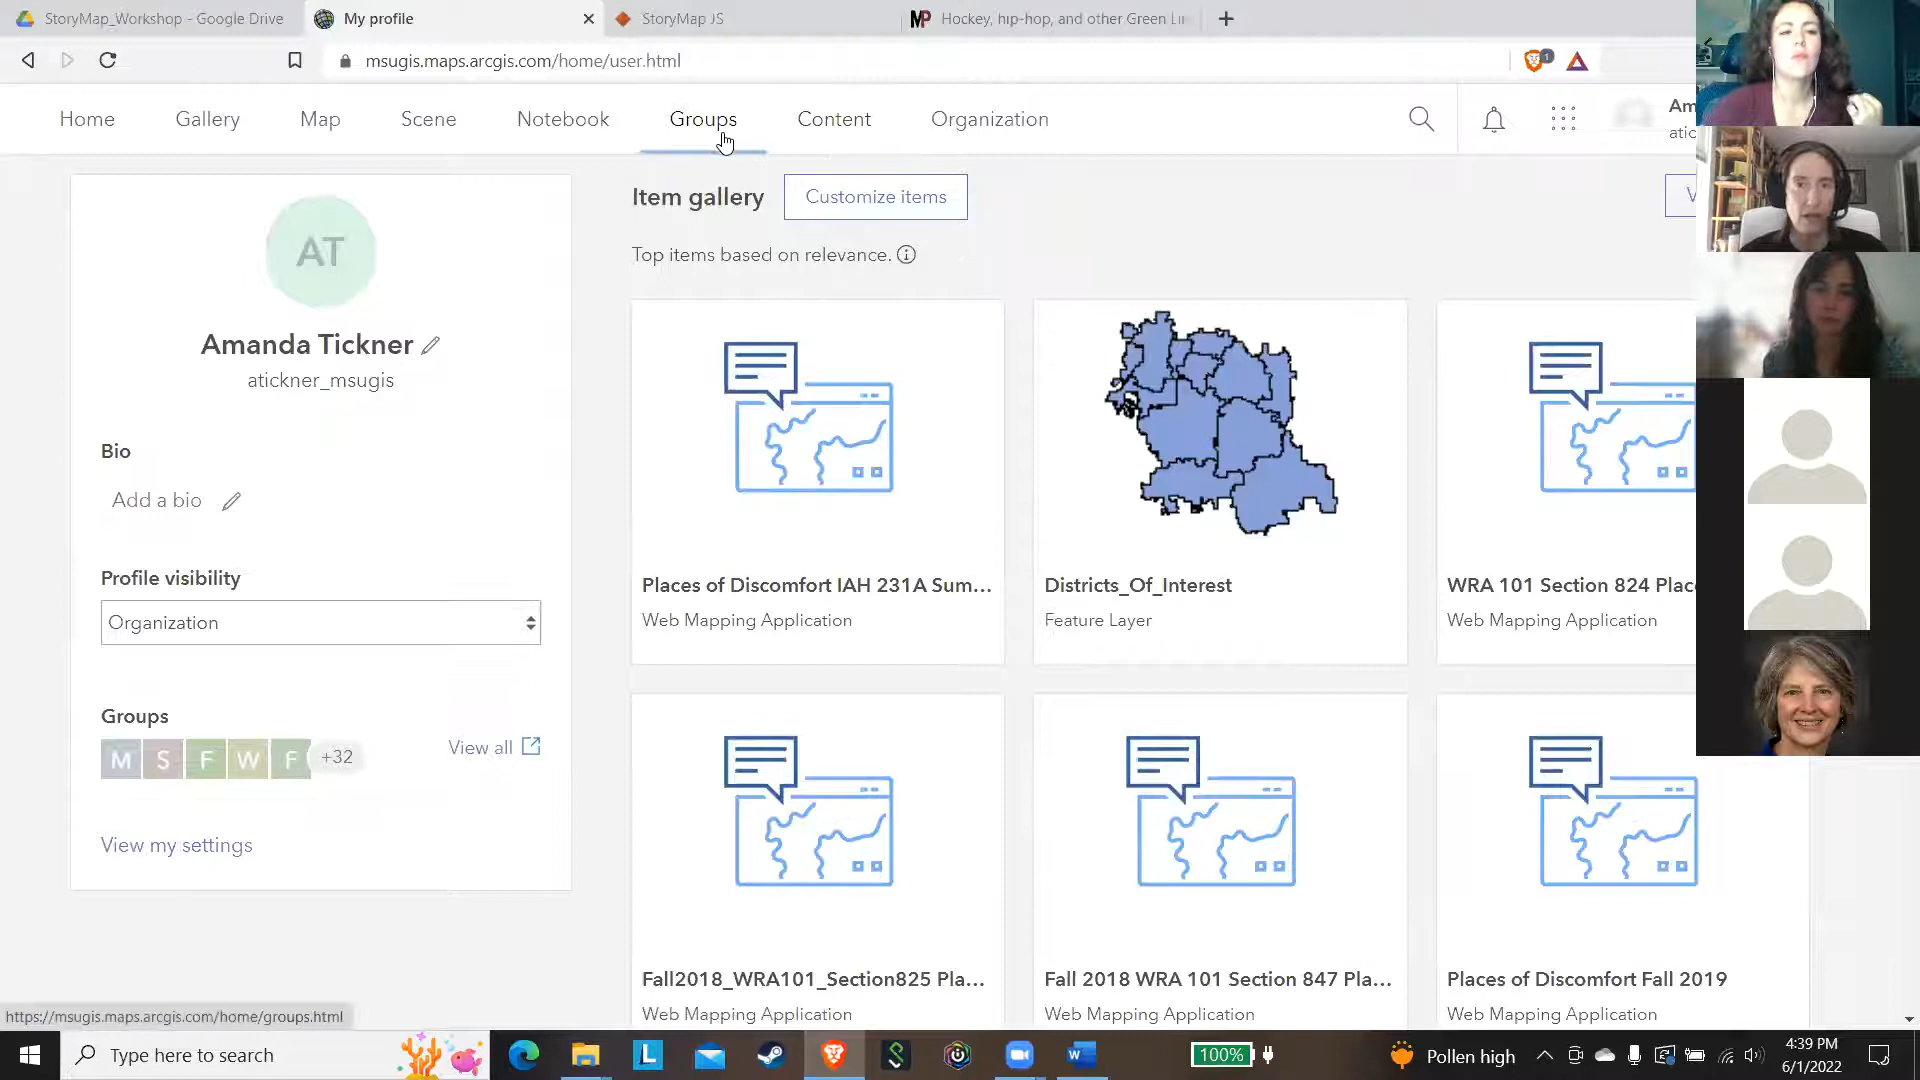 StoryMap_Workshop - Google Drive
My profile
StoryMap JS
MP
Hockey, hip-hop, and other Green Li
msugis.maps.arcgis.com/home/user.html
1
Home
Gallery
Map
Scene
Notebook
Groups
Content
Organization
Am
atic
AT
Amanda Tickner
atickner_msugis
Bio
Add a bio
Profile visibility
Organization
Groups
M S F W F +32
View all
View my settings
Item gallery
Customize items
V
Top items based on relevance.
Places of Discomfort IAH 231A Sum...
Web Mapping Application
Districts_Of_Interest
Feature Layer
WRA 101 Section 824 Plac
Web Mapping Application
Fall2018_WRA101_Section825 Pla...
Web Mapping Application
Fall 2018 WRA 101 Section 847 Pla...
Web Mapping Application
Places of Discomfort Fall 2019
Web Mapping Application
https://msugis.maps.arcgis.com/home/groups.html
Type here to search
L
W
100%
Pollen high
4:39 PM
6/1/2022